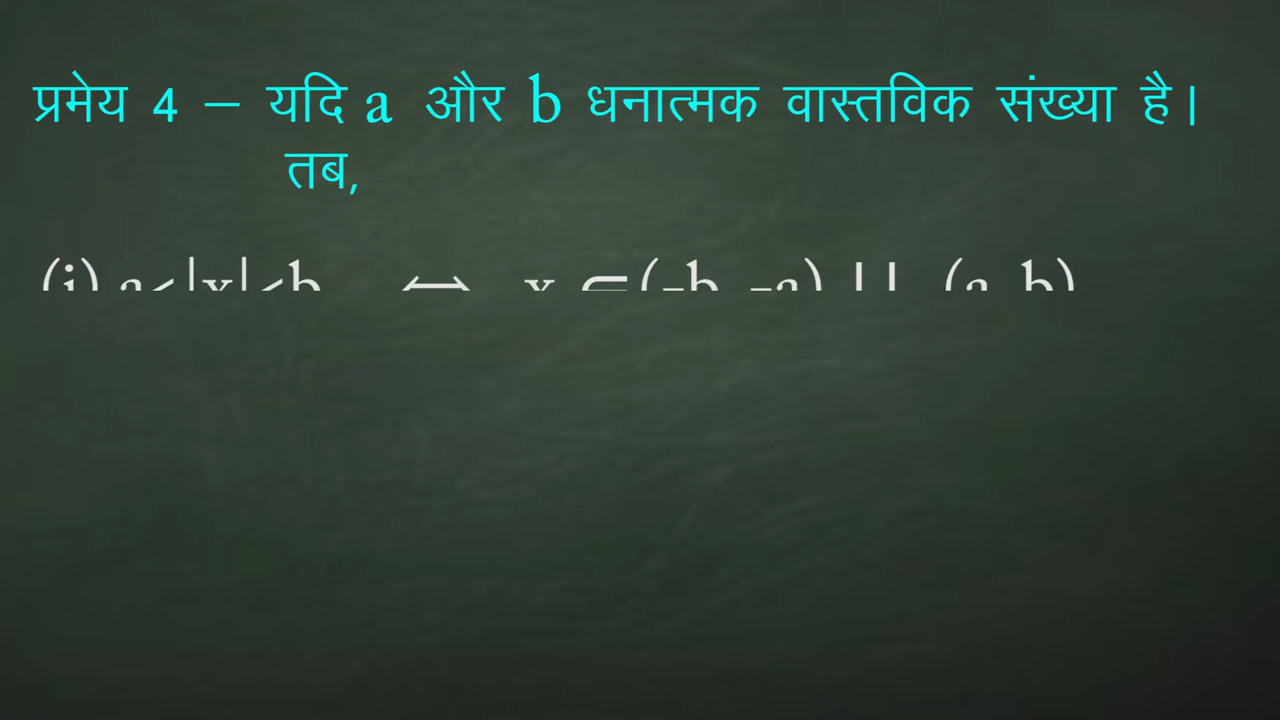 प्रमेय 4 – यदि a और b धनात्मक वास्तविक संख्या है।
तब,
(i) a<|x|<b ⟷ x ∈(-b, -a) U (a, b)